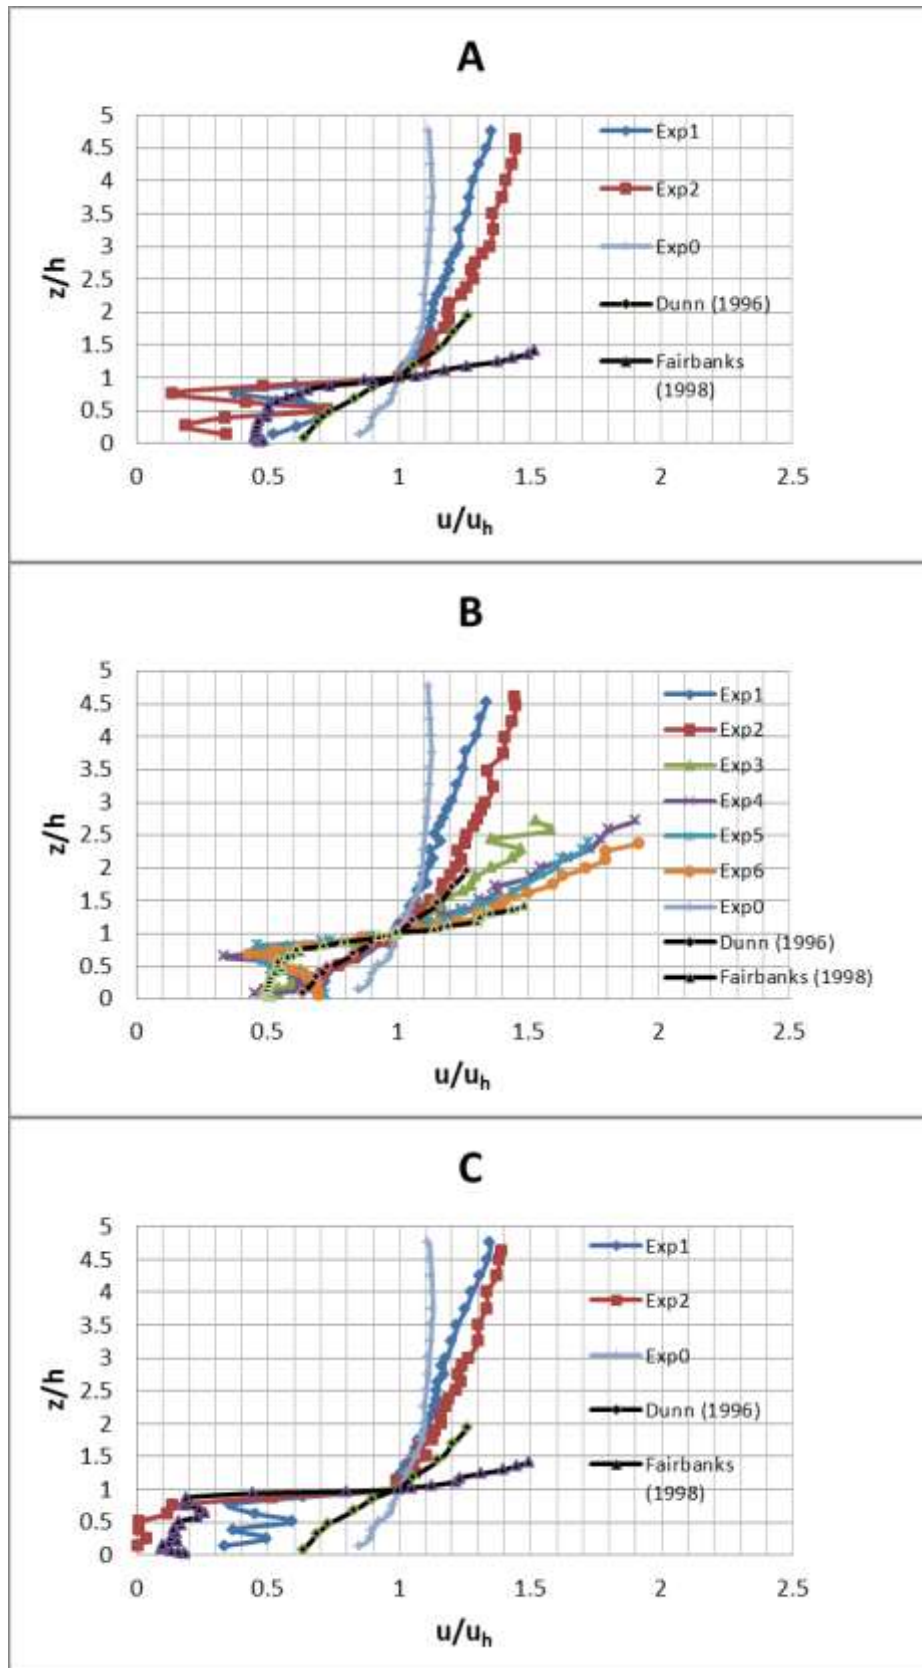 A
5
4.5
4
3.5
3
2.5
2
1.5
1
0.5
0
z/h
0 0.5 1 1.5 2 2.5
u/uh
Exp1
Exp2
Exp0
Dunn (1996)
Fairbanks
(1998)
B
5
4.5
4
3.5
3
2.5
2
1.5
1
0.5
0
z/h
0 0.5 1 1.5 2 2.5
u/uh
Exp1
Exp2
Exp3
Exp4
Exp5
Exp6
Exp0
Dunn (1996)
Fairbanks (1998)
C
5
4.5
4
3.5
3
2.5
2
1.5
1
0.5
0
z/h
0 0.5 1 1.5 2 2.5
u/uh
Exp1
Exp2
Exp0
Dunn (1996)
Fairbanks
(1998)